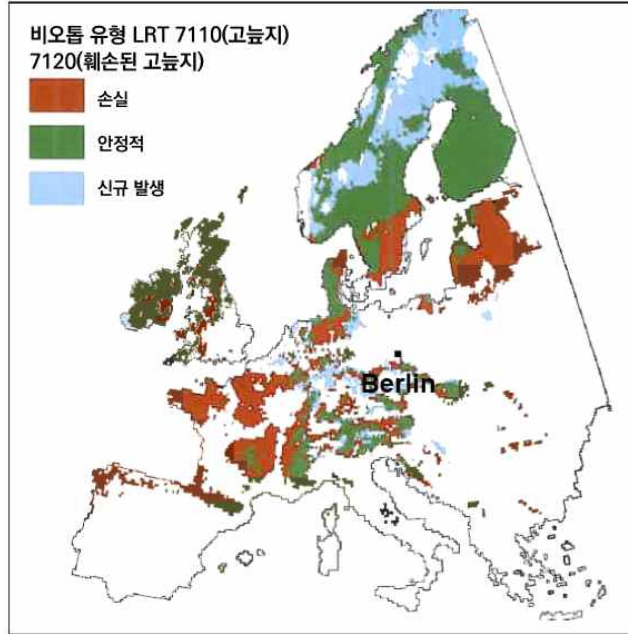 비오톱 유형 LRT 7110(고늪지)
7120(훼손된 고늪지)
손실
안정적
신규 발생
Berlin